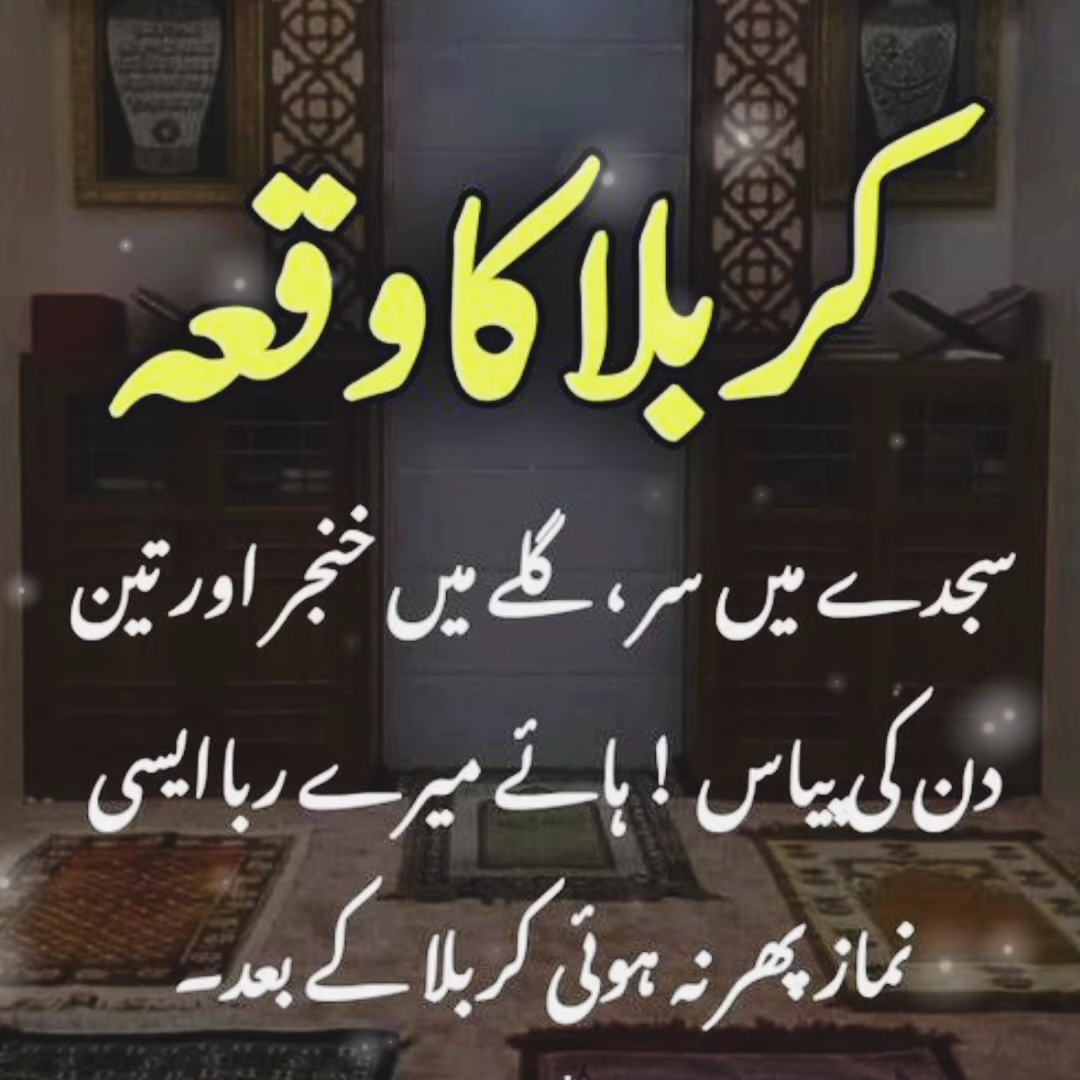 کربلا کا وقعہ
سجدے میں سر، گلے میں خنجر اور تین
دن کی پیاس ! ہائے میرے ربا ایسی
نماز پھر نہ ہوئی کربلا کے بعد۔